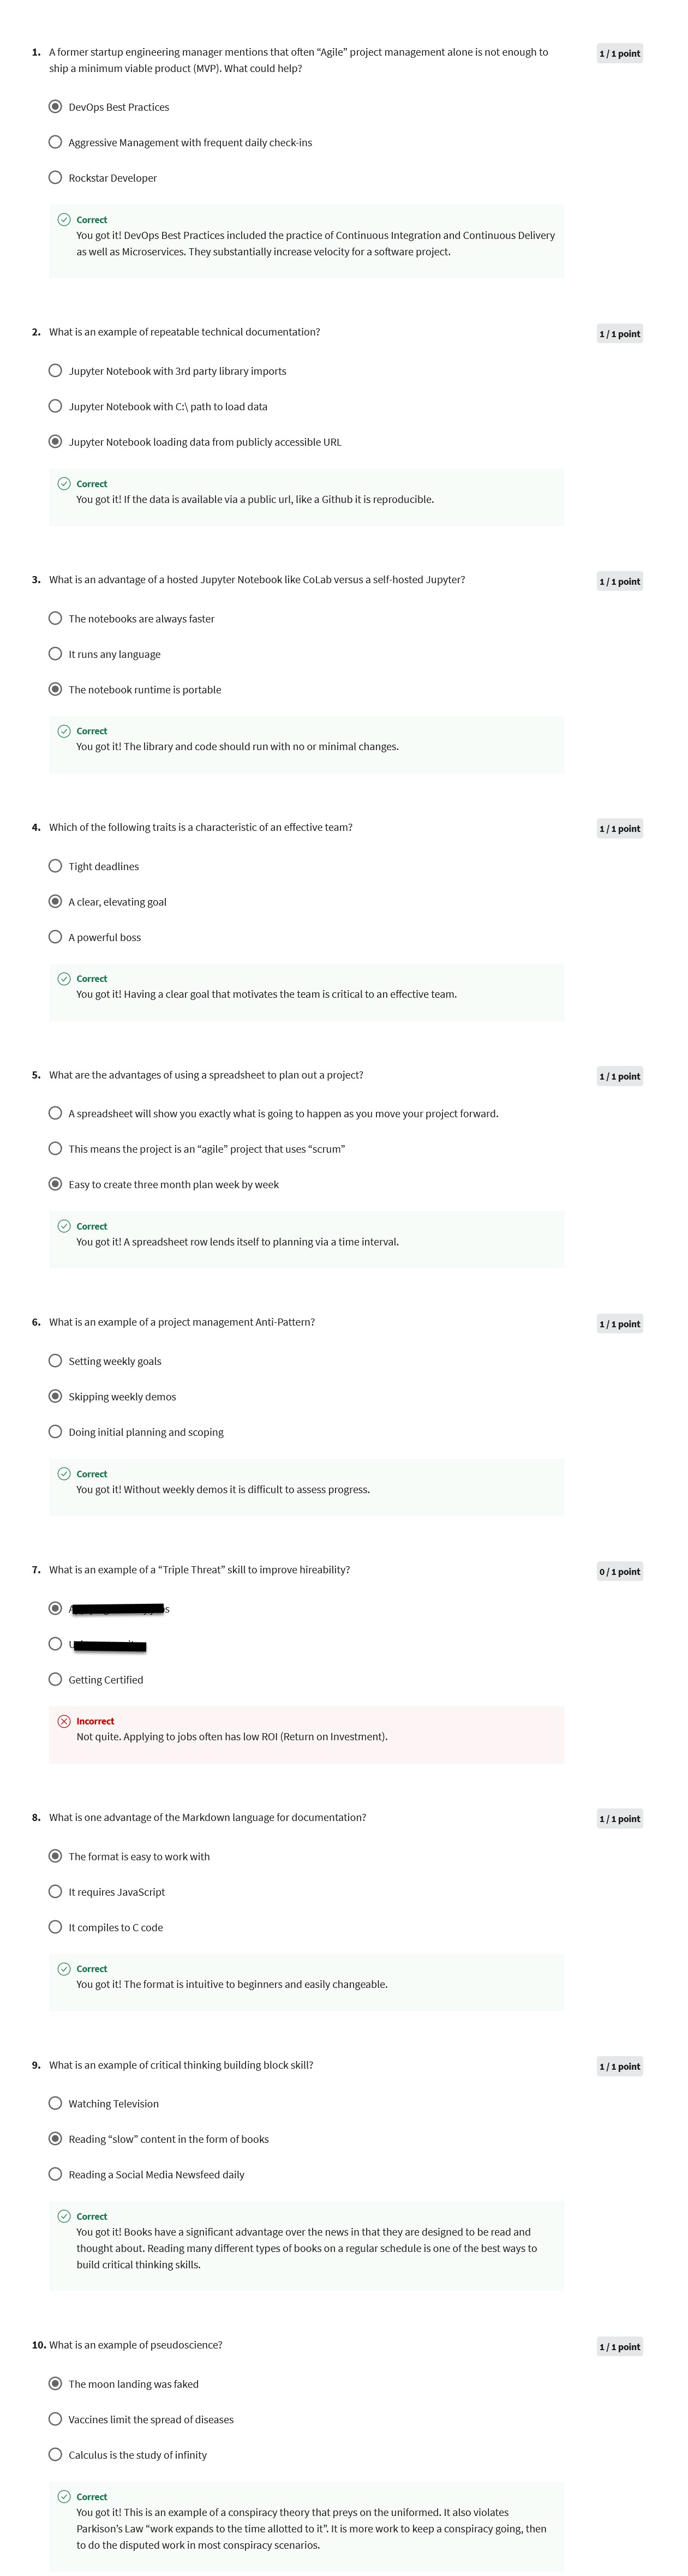 1. A former startup engineering manager mentions that often “Agile” project management alone is not enough to
ship a minimum viable product (MVP). What could help?
1 / 1 point
DevOps Best Practices
Aggressive Management with frequent daily check-ins
Rockstar Developer
Correct
You got it! DevOps Best Practices included the practice of Continuous Integration and Continuous Delivery
as well as Microservices. They substantially increase velocity for a software project.
2. What is an example of repeatable technical documentation?
1 / 1 point
Jupyter Notebook with 3rd party library imports
Jupyter Notebook with C:\ path to load data
Jupyter Notebook loading data from publicly accessible URL
Correct
You got it! If the data is available via a public url, like a Github it is reproducible.
3. What is an advantage of a hosted Jupyter Notebook like CoLab versus a self-hosted Jupyter?
1 / 1 point
The notebooks are always faster
It runs any language
The notebook runtime is portable
Correct
You got it! The library and code should run with no or minimal changes.
4. Which of the following traits is a characteristic of an effective team?
1 / 1 point
Tight deadlines
A clear, elevating goal
A powerful boss
Correct
You got it! Having a clear goal that motivates the team is critical to an effective team.
5. What are the advantages of using a spreadsheet to plan out a project?
1 / 1 point
A spreadsheet will show you exactly what is going to happen as you move your project forward.
This means the project is an “agile” project that uses “scrum”
Easy to create three month plan week by week
Correct
You got it! A spreadsheet row lends itself to planning via a time interval.
6. What is an example of a project management Anti-Pattern?
1 / 1 point
Setting weekly goals
Skipping weekly demos
Doing initial planning and scoping
Correct
You got it! Without weekly demos it is difficult to assess progress.
7. What is an example of a “Triple Threat” skill to improve hireability?
0 / 1 point
Getting Certified
Incorrect
Not quite. Applying to jobs often has low ROI (Return on Investment).
8. What is one advantage of the Markdown language for documentation?
1 / 1 point
The format is easy to work with
It requires JavaScript
It compiles to C code
Correct
You got it! The format is intuitive to beginners and easily changeable.
9. What is an example of critical thinking building block skill?
1 / 1 point
Watching Television
Reading “slow” content in the form of books
Reading a Social Media Newsfeed daily
Correct
You got it! Books have a significant advantage over the news in that they are designed to be read and
thought about. Reading many different types of books on a regular schedule is one of the best ways to
build critical thinking skills.
10. What is an example of pseudoscience?
1 / 1 point
The moon landing was faked
Vaccines limit the spread of diseases
Calculus is the study of infinity
Correct
You got it! This is an example of a conspiracy theory that preys on the uniformed. It also violates
Parkison’s Law “work expands to the time allotted to it”. It is more work to keep a conspiracy going, then
to do the disputed work in most conspiracy scenarios.